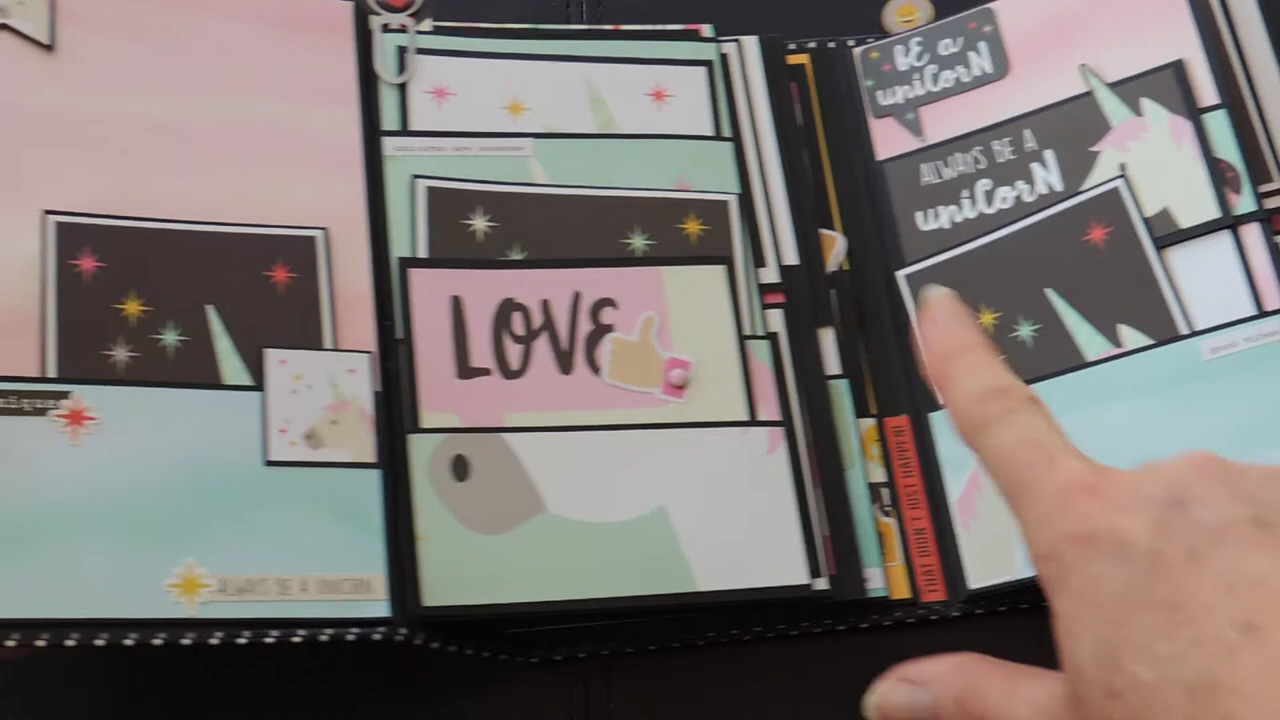 BE a
unicorN
ALWAYS BE A
unicorN
LOVE
THAT DIDN'T JUST HAPPEN!
ALWAYS BE A UNICORN